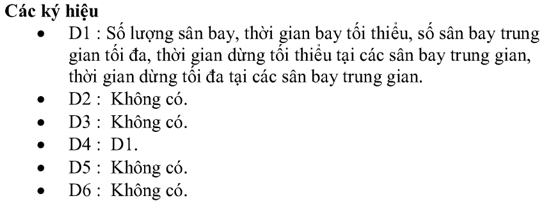 Các ký hiệu
• D1 : Số lượng sân bay, thời gian bay tối thiểu, số sân bay trung
gian tối đa, thời gian dừng tối thiểu tại các sân bay trung gian,
thời gian dừng tối đa tại các sân bay trung gian.
• D2 : Không có.
• D3 : Không có.
• D4 : D1.
• D5 : Không có.
• D6 : Không có.